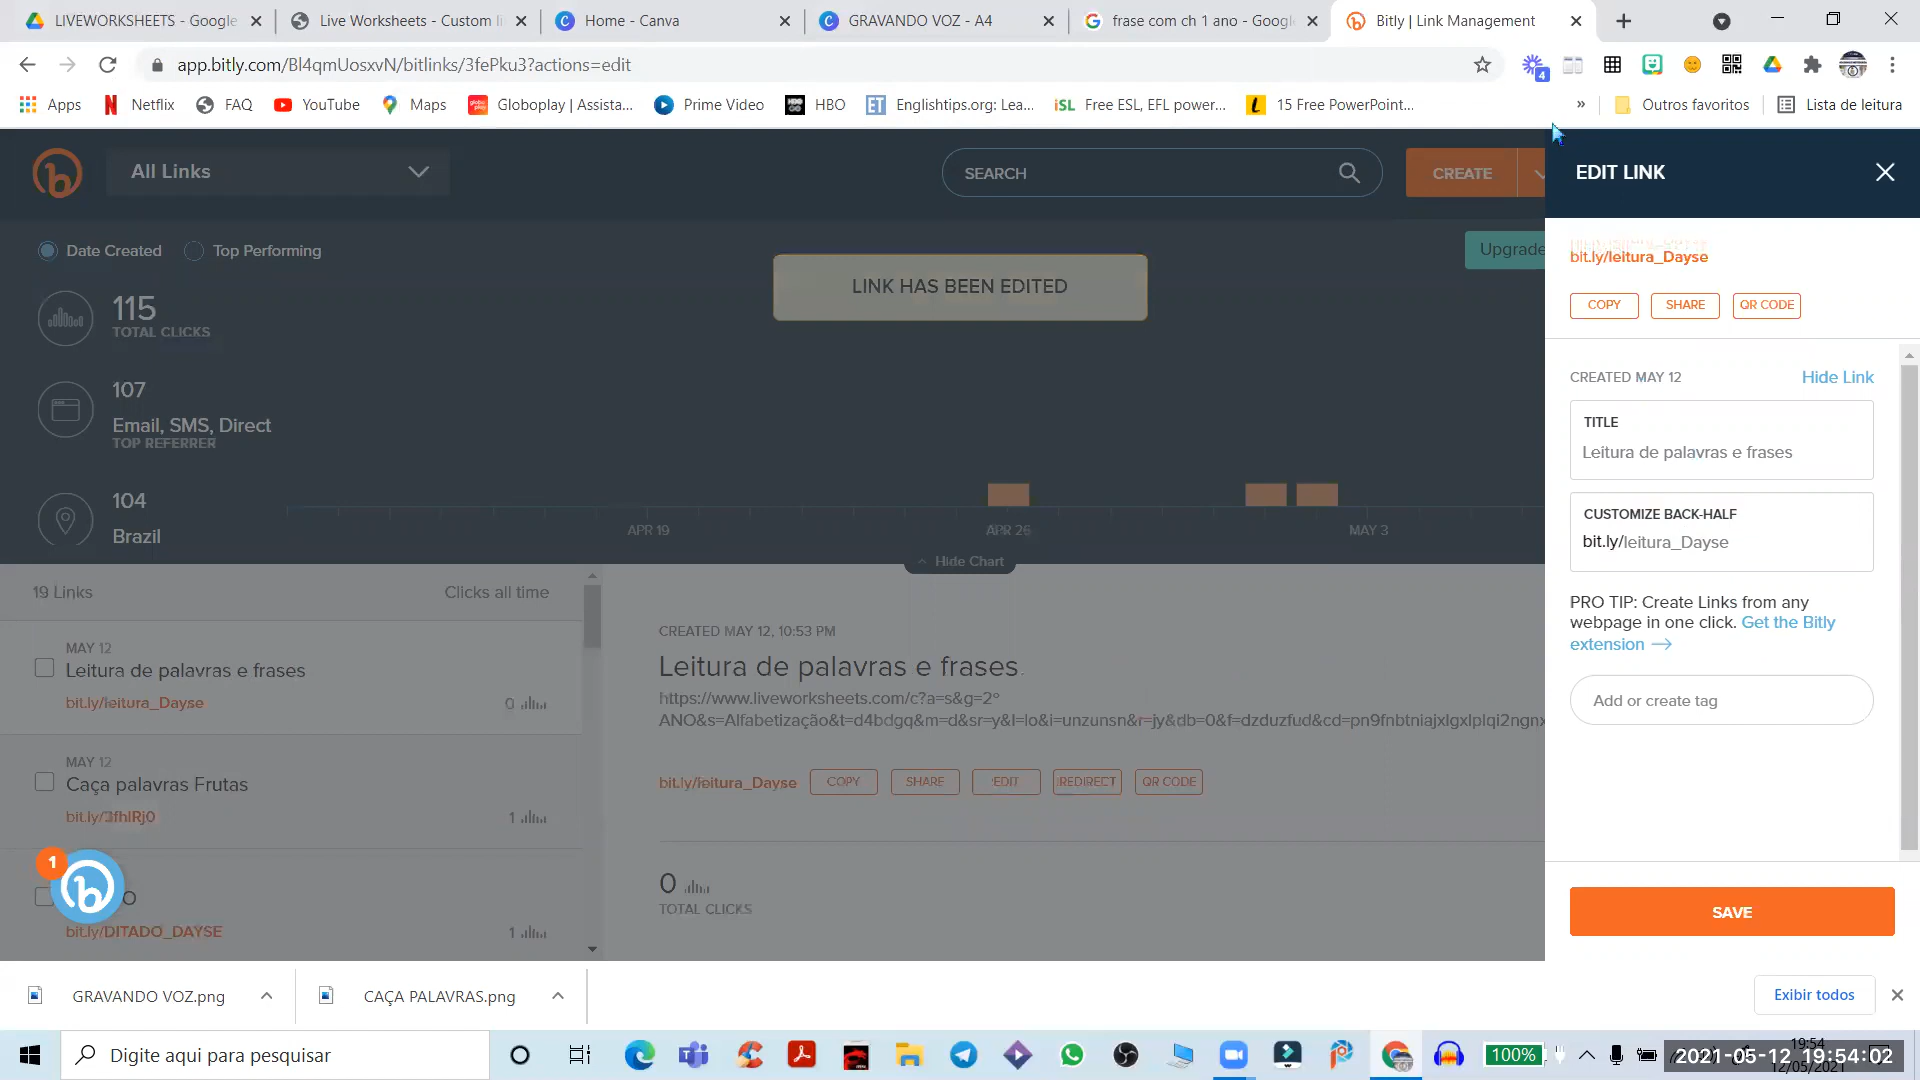 LIVEWORKSHEETS - Google
Live Worksheets - Custom li
Home - Canva
GRAVANDO VOZ - A4
frase com ch 1 ano - Google
Bitly | Link Management
app.bitly.com/Bl4qmUosxvN/bitlinks/3fePku3?actions=edit
4
Apps
Netflix
FAQ
YouTube
Maps
Globoplay | Assista...
Prime Video
HBO
Englishtips.org: Lea...
Free ESL, EFL power...
15 Free PowerPoint...
»
Outros favoritos
Lista de leitura
All Links
SEARCH
CREATE
EDIT LINK
Date Created
Top Performing
Upgrade
LINK HAS BEEN EDITED
bit.ly/leitura_Dayse
COPY
SHARE
QR CODE
115
TOTAL CLICKS
107
Email, SMS, Direct
TOP REFERRER
104
Brazil
APR 19
APR 26
MAY 3
Hide Chart
CREATED MAY 12
Hide Link
TITLE
Leitura de palavras e frases
CUSTOMIZE BACK-HALF
bit.ly/leitura_Dayse
PRO TIP: Create Links from any
webpage in one click. Get the Bitly
extension
Add or create tag
SAVE
19 Links
Clicks all time
MAY 12
Leitura de palavras e frases
bit.ly/leitura_Dayse
0
MAY 12
Caça palavras Frutas
bit.ly/3fhlRj0
1
1
O
bit.ly/DITADO_DAYSE
1
CREATED MAY 12, 10:53 PM
Leitura de palavras e frases
https://www.liveworksheets.com/c?a=s&g=2º
ANO&s=Alfabetização&t=d4bdgq&m=d&sr=y&l=lo&i=unzunsn&r=jy&db=0&f=dzduzfud&cd=pn9fnbtniajxlgxlplqi2ngnx
bit.ly/leitura_Dayse
COPY
SHARE
EDIT
REDIRECT
QR CODE
0
TOTAL CLICKS
GRAVANDO VOZ.png
CAÇA PALAVRAS.png
Exibir todos
Digite aqui para pesquisar
100%
19:54
12/05/2021
2021-05-12 19:54:02